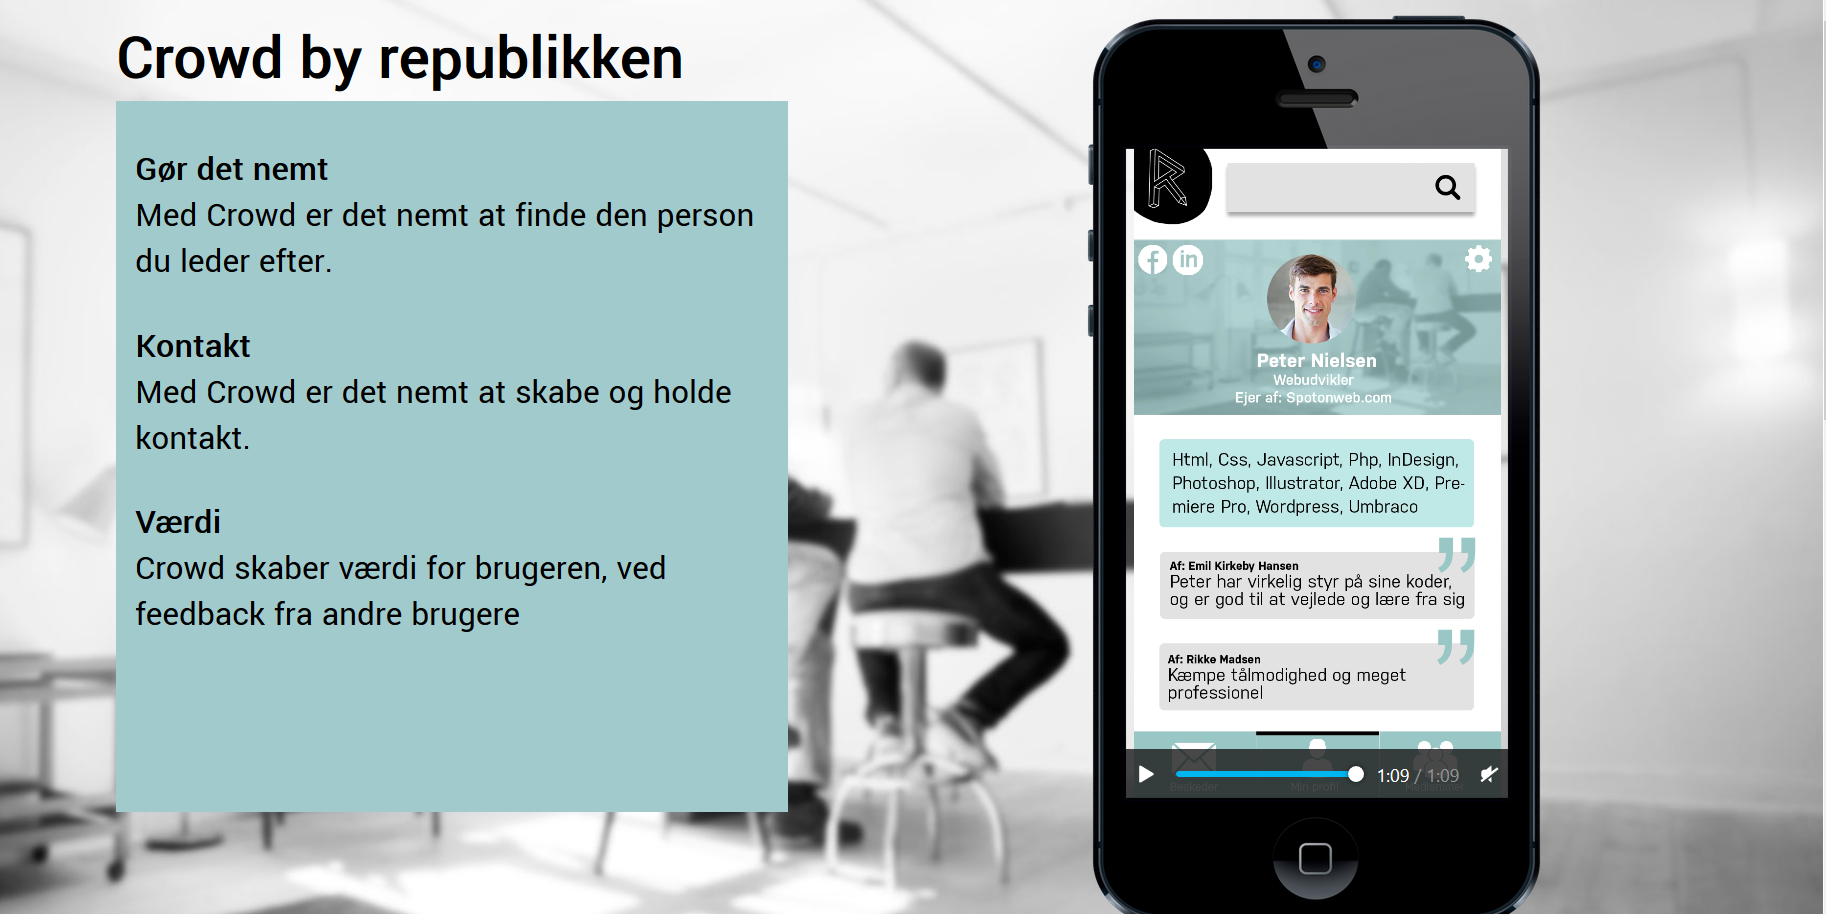 Crowd by republikken
Gør det nemt
Med Crowd er det nemt at finde den person
du leder efter.
Kontakt
Med Crowd er det nemt at skabe og holde
kontakt.
Værdi
Crowd skaber værdi for brugeren, ved
feedback fra andre brugere
R
f in
Peter Nielsen
Webudvikler
Ejer af: Spotonweb.com
Html, Css, Javascript, Php, InDesign,
Photoshop, Illustrator, Adobe XD, Pre-
miere Pro, Wordpress, Umbraco
Af: Emil Kirkeby Hansen
Peter har virkelig styr på sine koder,
og er god til at vejlede og lære fra sig
Af: Rikke Madsen
Kæmpe tålmodighed og meget
professionel
1:09 / 1:09
Beskeder Min profil Medlemmer